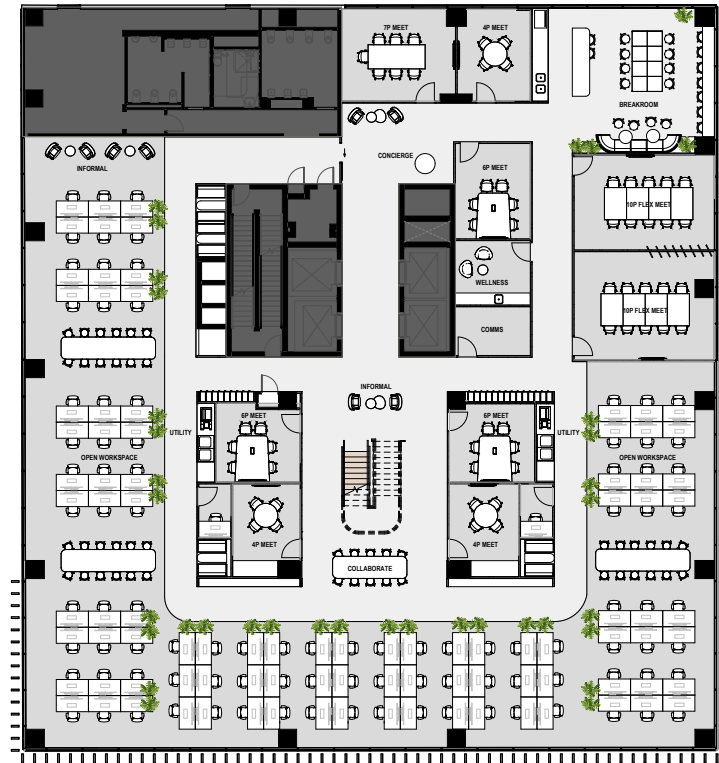 7P MEET
4P MEET
BREAKROOM
CONCIERGE
INFORMAL
6P MEET
10P FLEX MEET
WELLNESS
10P FLEX MEET
COMMS
INFORMAL
6P MEET
6P MEET
UTILITY
UTILITY
OPEN WORKSPACE
OPEN WORKSPACE
4P MEET
4P MEET
COLLABORATE